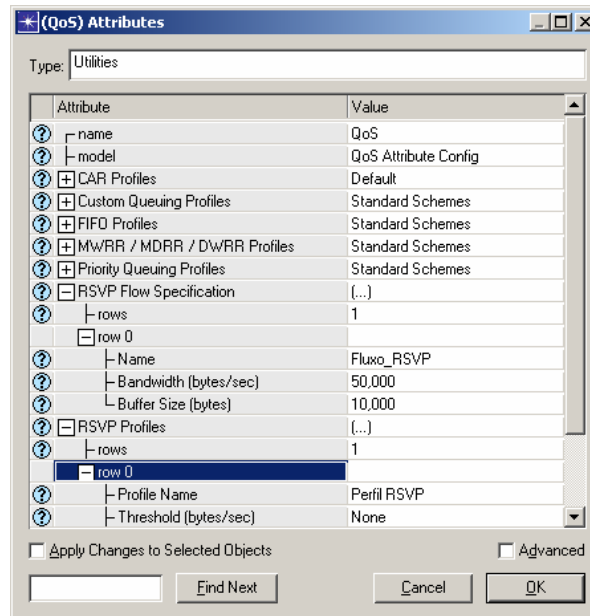 (QoS) Attributes
Type: Utilities
Attribute Value
name QoS
model QoS Attribute Config
CAR Profiles Default
Custom Queuing Profiles Standard Schemes
FIFO Profiles Standard Schemes
MWRR / MDRR / DWRR Profiles Standard Schemes
Priority Queuing Profiles Standard Schemes
RSVP Flow Specification (...)
rows 1
row 0
Name Fluxo_RSVP
Bandwidth (bytes/sec) 50,000
Buffer Size (bytes) 10,000
RSVP Profiles (...)
rows 1
row 0
Profile Name Perfil RSVP
Threshold (bytes/sec) None
Apply Changes to Selected Objects Advanced
Find Next Cancel OK